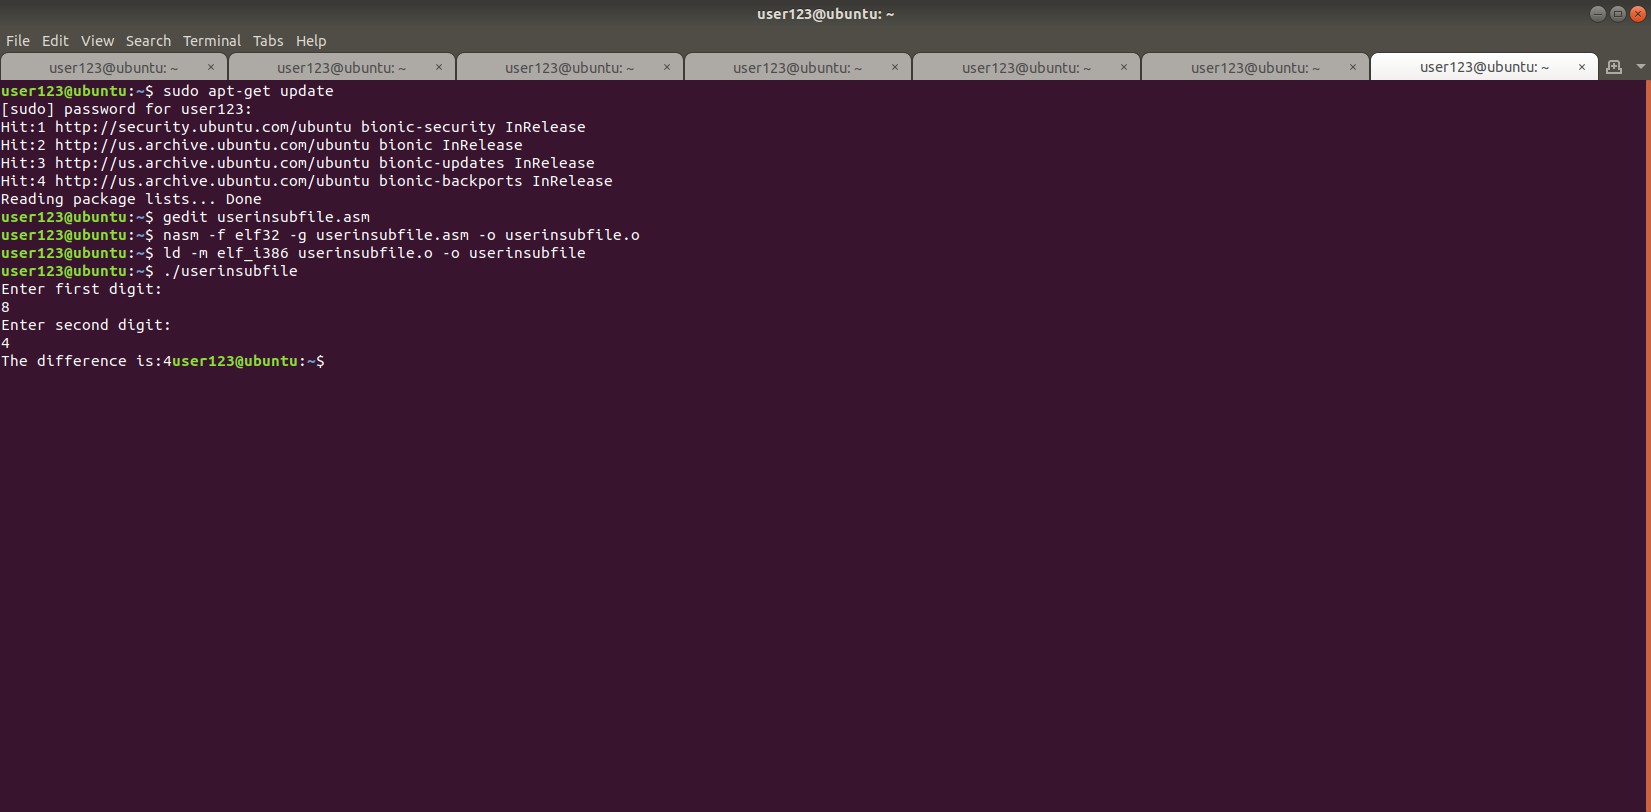 user123@ubuntu: ~
File Edit View Search Terminal Tabs Help
user123@ubuntu: ~ × user123@ubuntu: ~ × user123@ubuntu: ~ × user123@ubuntu: ~ × user123@ubuntu: ~ × user123@ubuntu: ~ × user123@ubuntu: ~ ×
user123@ubuntu:~$ sudo apt-get update
[sudo] password for user123:
Hit:1 http://security.ubuntu.com/ubuntu bionic-security InRelease
Hit:2 http://us.archive.ubuntu.com/ubuntu bionic InRelease
Hit:3 http://us.archive.ubuntu.com/ubuntu bionic-updates InRelease
Hit:4 http://us.archive.ubuntu.com/ubuntu bionic-backports InRelease
Reading package lists... Done
user123@ubuntu:~$ gedit userinsubfile.asm
user123@ubuntu:~$ nasm -f elf32 -g userinsubfile.asm -o userinsubfile.o
user123@ubuntu:~$ ld -m elf_i386 userinsubfile.o -o userinsubfile
user123@ubuntu:~$ ./userinsubfile
Enter first digit:
8
Enter second digit:
4
The difference is:4user123@ubuntu:~$